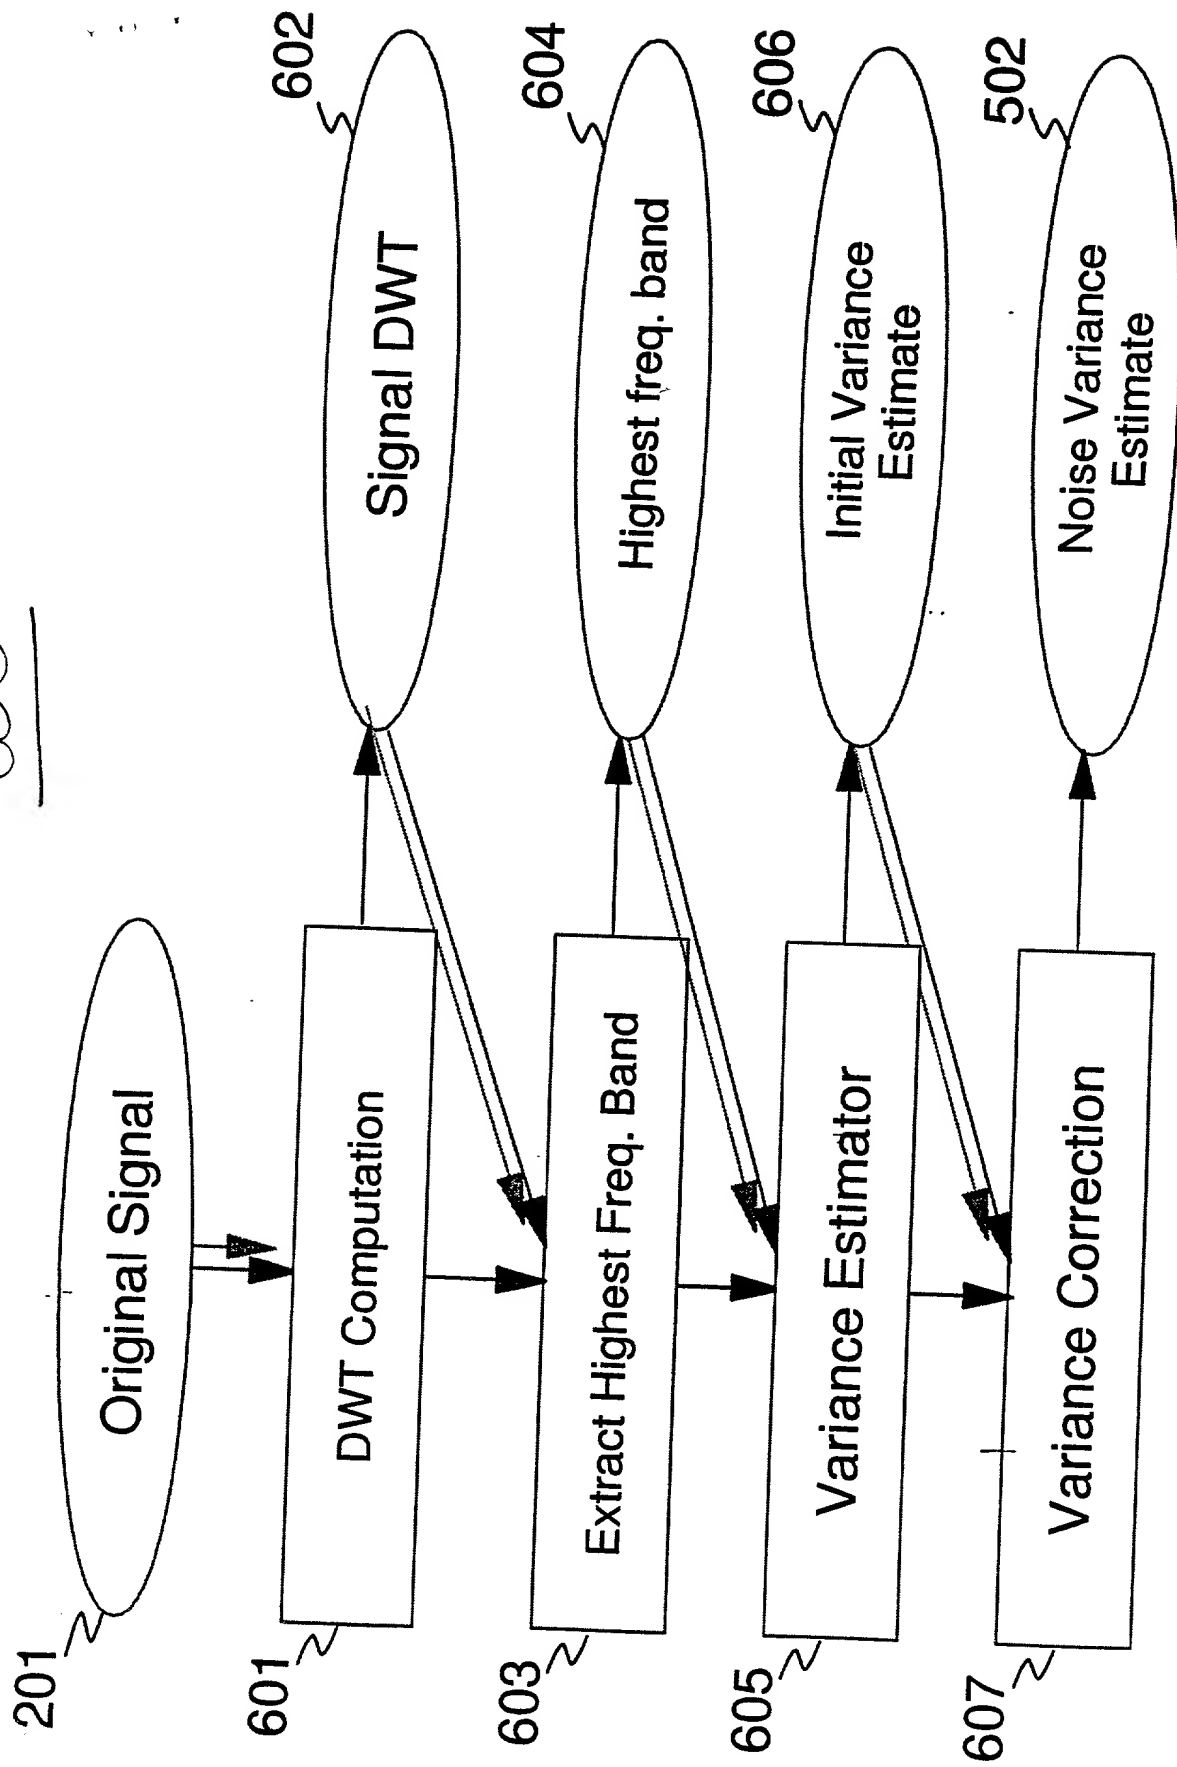 201
Original Signal
601
DWT Computation
602
Signal DWT
603
Extract Highest Freq. Band
604
Highest freq. band
605
Variance Estimator
606
Initial Variance
Estimate
607
Variance Correction
502
Noise Variance
Estimate